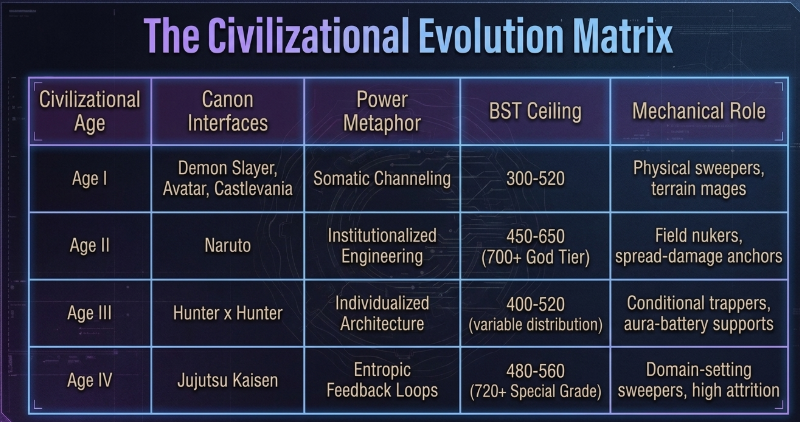 The Civilizational Evolution Matrix
Civilizational
Age
Canon
Interfaces
Power
Metaphor
BST Ceiling
Mechanical Role
Age I
Demon Slayer,
Avatar, Castlevania
Somatic Channeling
300-520
Physical sweepers,
terrain mages
Age II
Naruto
Institutionalized
Engineering
450-650
(700+ God Tier)
Field nukers,
spread-damage anchors
Age III
Hunter x Hunter
Individualized
Architecture
400-520
(variable distribution)
Conditional trappers,
aura-battery supports
Age IV
Jujutsu Kaisen
Entropic
Feedback Loops
480-560
(720+ Special Grade)
Domain-setting
sweepers, high attrition